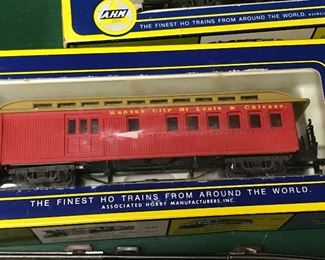 AHM
THE FINEST HO TRAINS FROM AROUND THE WORLD.
Kansas City St Louis & Chicago.
THE FINEST HO TRAINS FROM AROUND THE WORLD.
ASSOCIATED HOBBY MANUFACTURERS, INC.